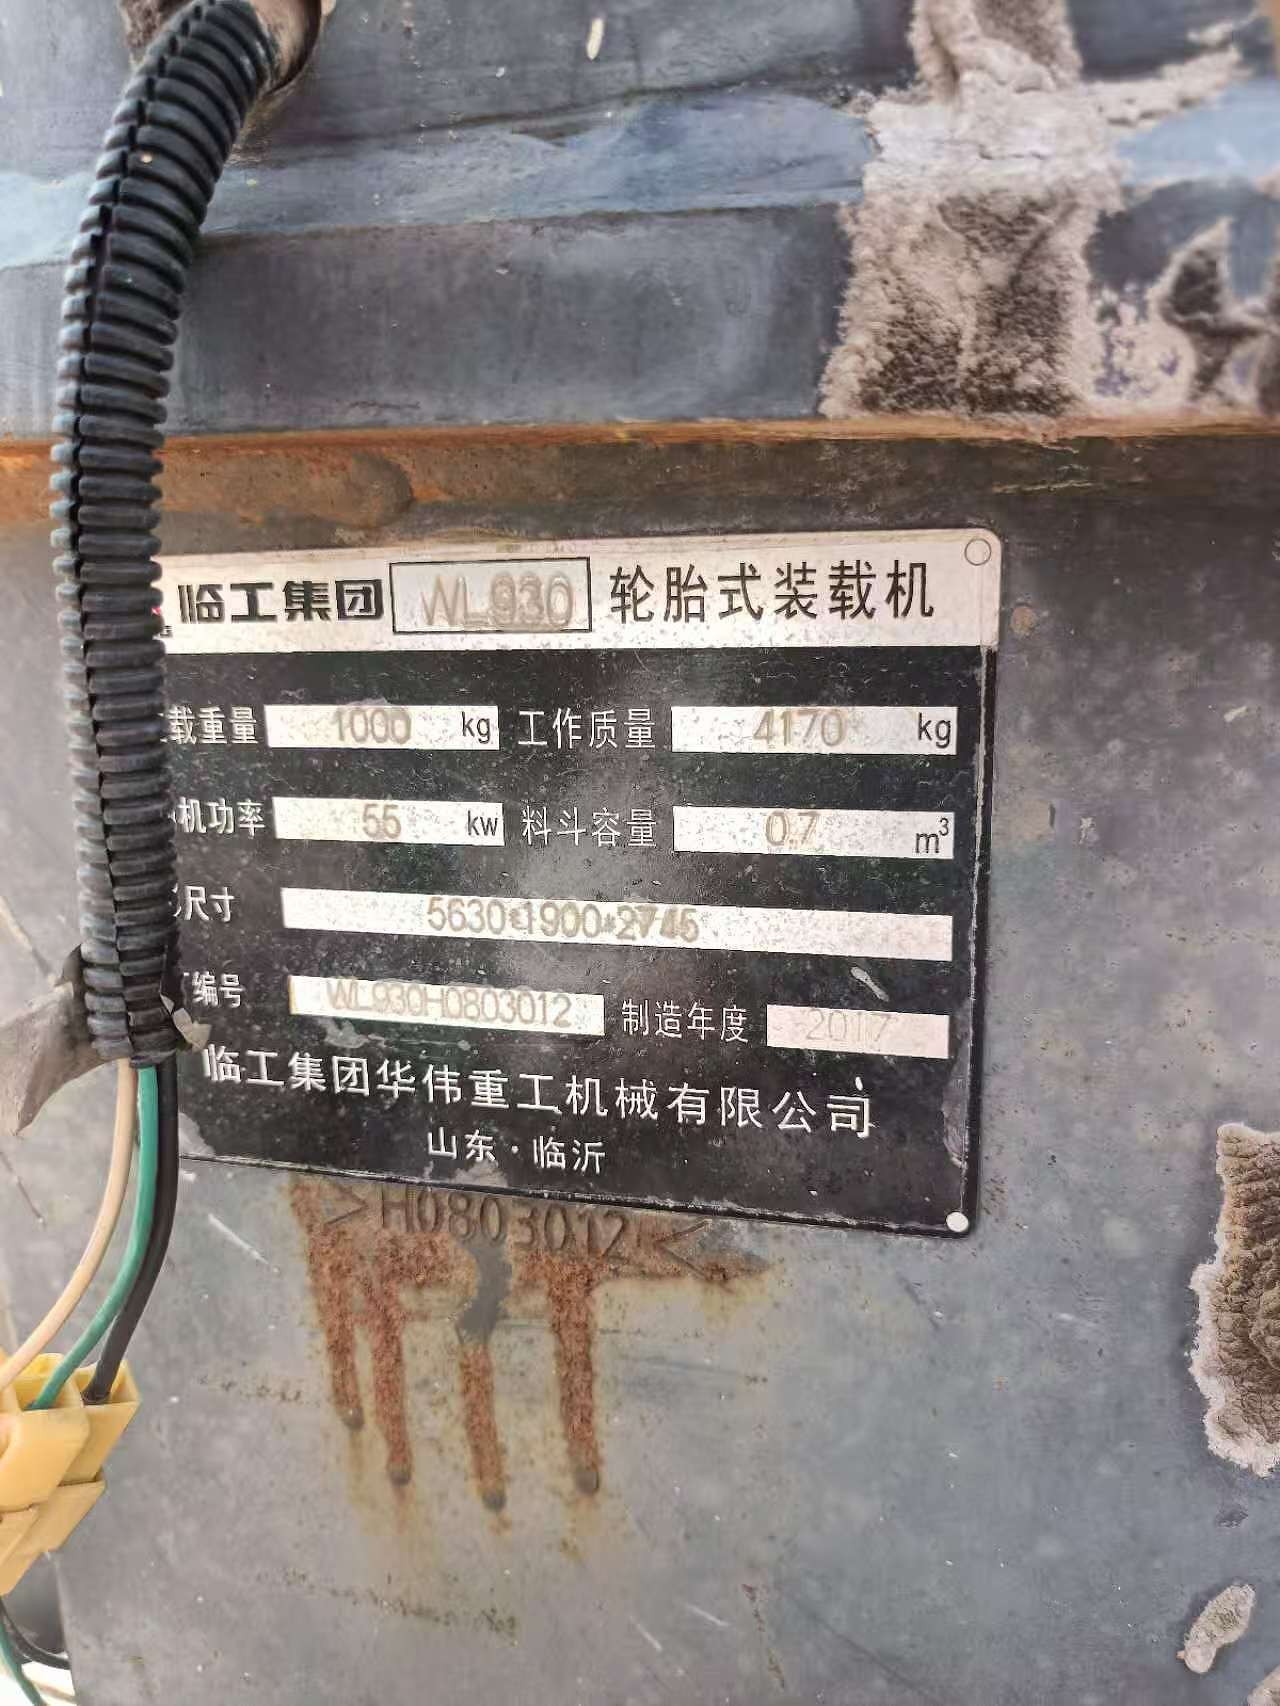 临工集团 WL930 轮胎式装载机
载重量 1000 kg 工作质量 4170 kg
机功率 55 kw 料斗容量 0.7 m³
尺寸 5630*1900*2745
编号 WL930H0803012 制造年度 2017
临工集团华伟重工机械有限公司
山东·临沂
>H0803012<